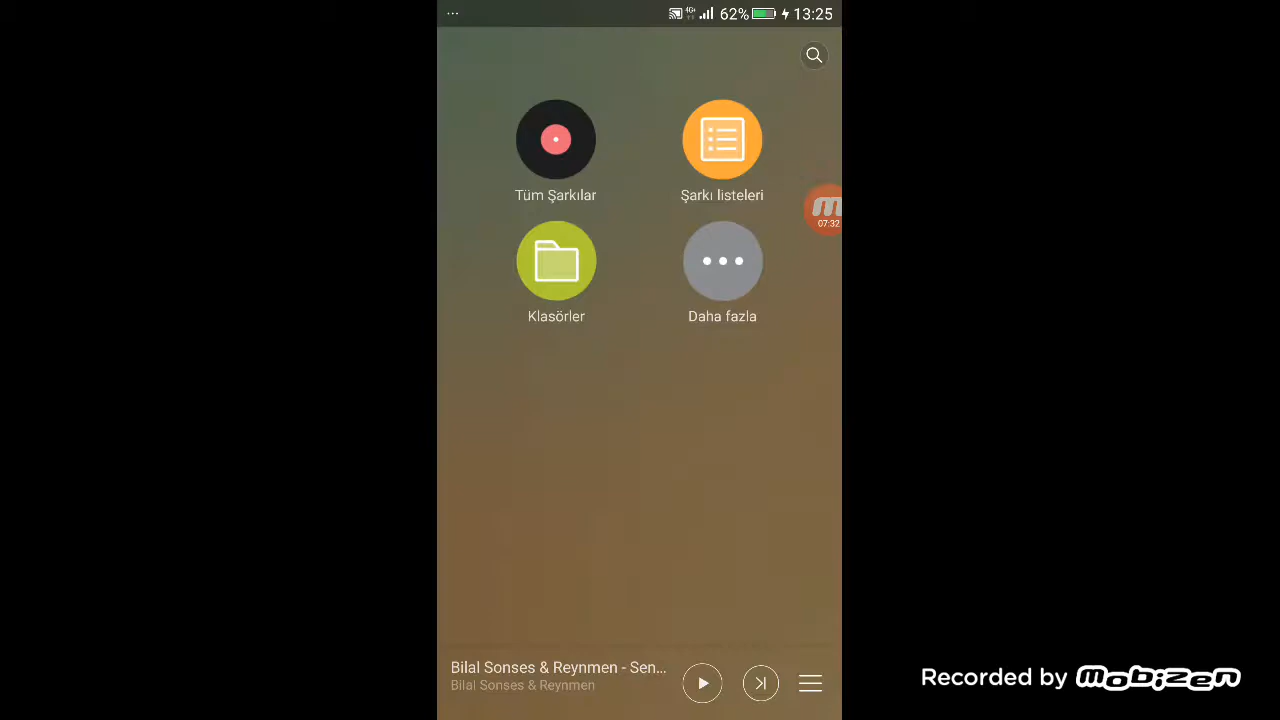 ... 4G+ 62% 13:25
Tüm Şarkılar
Şarkı listeleri
07:32
Klasörler
Daha fazla
Bilal Sonses & Reynmen - Sen...
Bilal Sonses & Reynmen
Recorded by mobizen